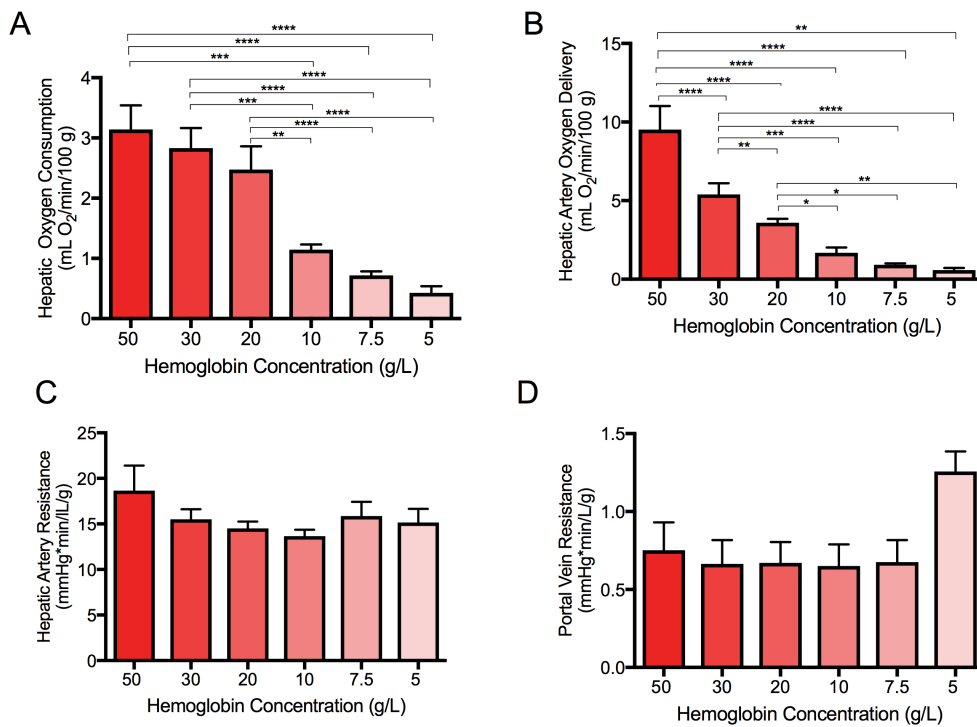 A
Hepatic Oxygen Consumption
(mL O2/min/100 g)
4
3
2
1
0
****
****
***
****
****
***
****
****
**
50 30 20 10 7.5 5
Hemoglobin Concentration (g/L)
B
Hepatic Artery Oxygen Delivery
(mL O2/min/100 g)
15
10
5
0
**
****
****
****
****
****
****
***
**
**
*
*
50 30 20 10 7.5 5
Hemoglobin Concentration (g/L)
C
Hepatic Artery Resistance
(mmHg*min/lL/g)
25
20
15
10
5
0
50 30 20 10 7.5 5
Hemoglobin Concentration (g/L)
D
Portal Vein Resistance
(mmHg*min/L/g)
1.5
1.0
0.5
0.0
50 30 20 10 7.5 5
Hemoglobin Concentration (g/L)